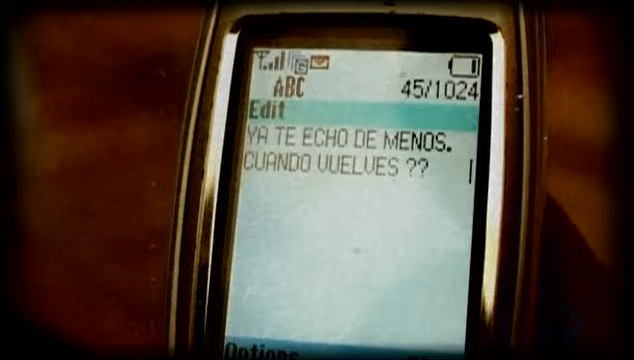 ABC
45/1024
Edit
YA TE ECHO DE MENOS.
CUANDO VUELVES ??
Options